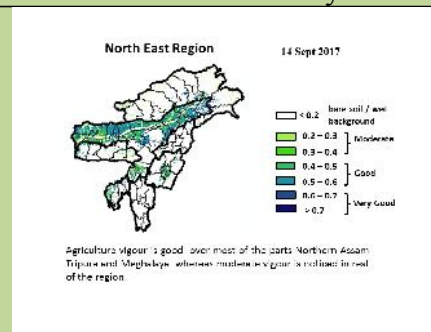 North East Region
14 Sept 2017
< 0.2 bare soil / wet
background
0.2 – 0.3
Moderate
0.3 – 0.4
0.4 – 0.5
Good
0.5 – 0.6
0.6 – 0.7
Very Good
> 0.7
Agriculture vigour is good over most of the parts Northern Assam
Tripura and Meghalaya whereas moderate vigour is noticed in rest
of the region.